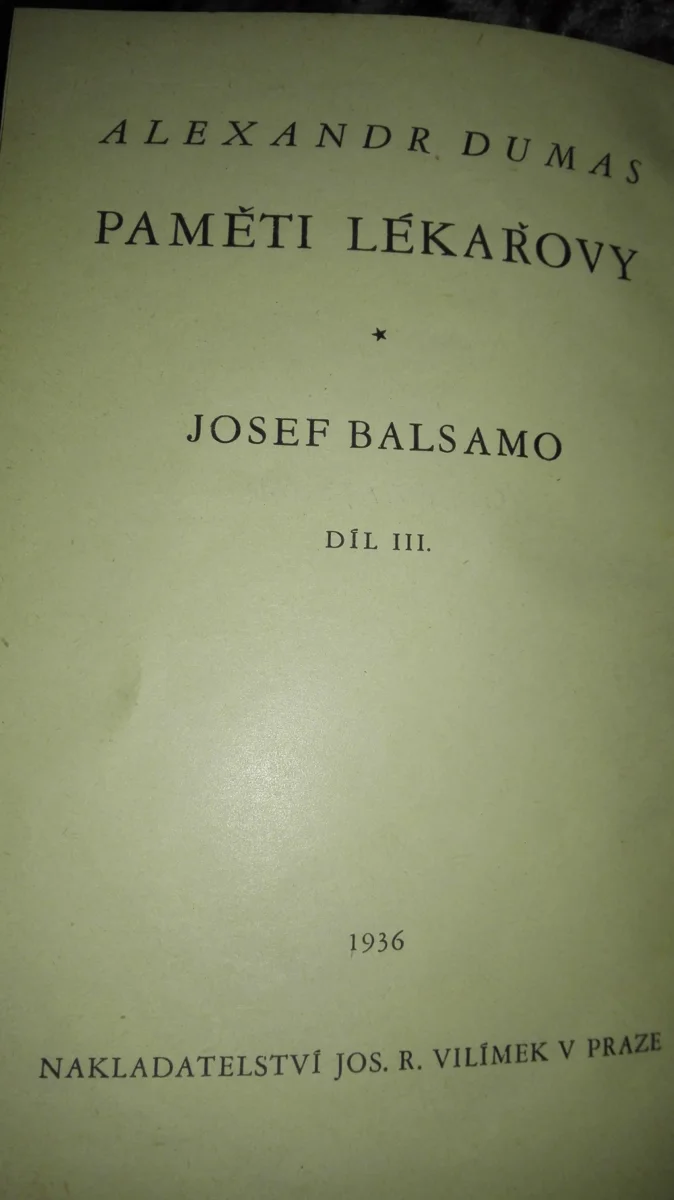 ALEXANDR DUMAS
PAMĚTI LÉKAŘOVY
★
JOSEF BALSAMO
DÍL III.
1936
NAKLADATELSTVÍ JOS. R. VILÍMEK V PRAZE